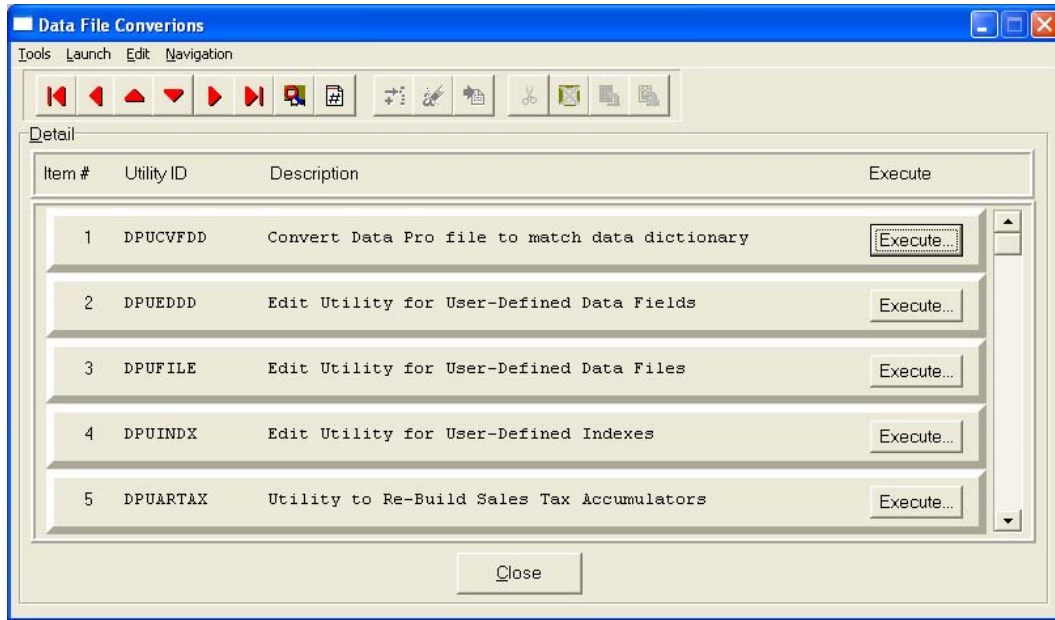 Data File Converions
Tools Launch Edit Navigation
#
Detail
Item # Utility ID Description Execute
1 DPUCVFDD Convert Data Pro file to match data dictionary Execute...
2 DPUEDDD Edit Utility for User-Defined Data Fields Execute...
3 DPUFILE Edit Utility for User-Defined Data Files Execute...
4 DPUINDX Edit Utility for User-Defined Indexes Execute...
5 DPUARTAX Utility to Re-Build Sales Tax Accumulators Execute...
Close